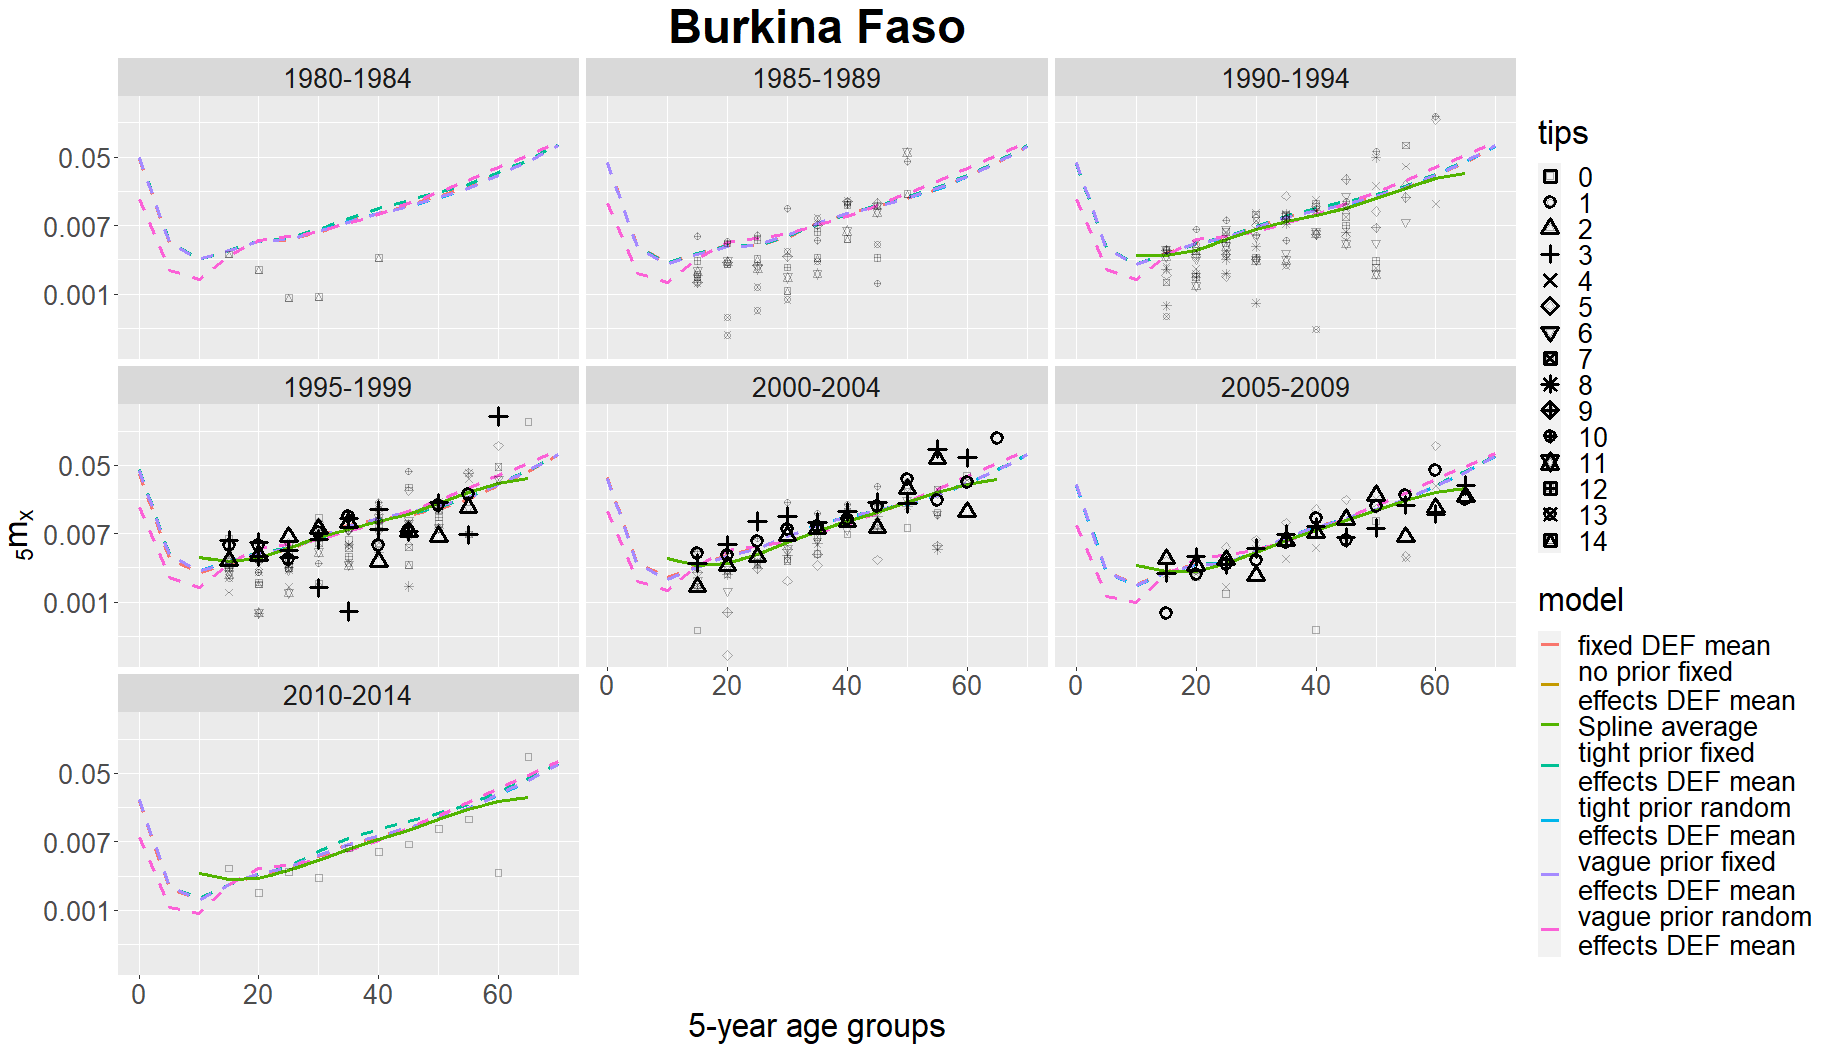 Burkina Faso
1980-1984
1985-1989
1990-1994
0.05
0.007
0.001
1995-1999
2000-2004
2005-2009
0.05
0.007
0.001
0 20 40 60
0 20 40 60
2010-2014
0.05
0.007
0.001
0 20 40 60
5mx
5-year age groups
tips
0
1
2
3
4
5
6
7
8
9
10
11
12
13
14
model
fixed DEF mean
no prior fixed
effects DEF mean
Spline average
tight prior fixed
effects DEF mean
tight prior random
effects DEF mean
vague prior fixed
effects DEF mean
vague prior random
effects DEF mean